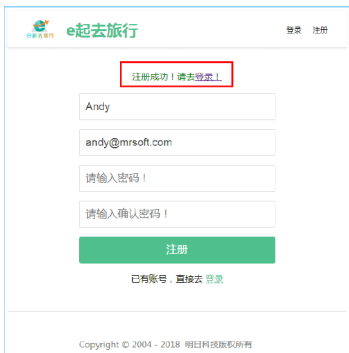 e起去旅行
登录 注册
注册成功！请去登录！
Andy
andy@mrsoft.com
请输入密码！
请输入确认密码！
注册
已有账号，直接去 登录
Copyright © 2004 - 2018 明日科技版权所有